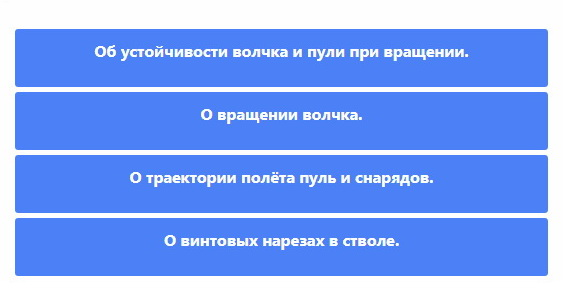 Об устойчивости волчка и пули при вращении.
О вращении волчка.
О траектории полёта пуль и снарядов.
О винтовых нарезах в стволе.